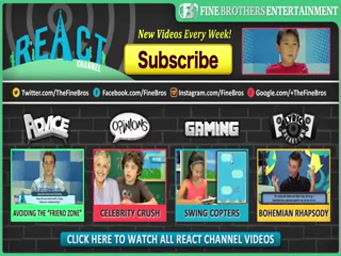 FB FINE BROTHERS ENTERTAINMENT
REACT
CHANNEL
New Videos Every Week!
Subscribe
Twitter.com/TheFineBros
Facebook.com/FineBros
Instagram.com/FineBros
Google.com/+TheFineBros
ADVICE
OPINIONS
GAMING
LYRIC
AVOIDING THE "FRIEND ZONE"
CELEBRITY CRUSH
SWING COPTERS
BOHEMIAN RHAPSODY
CLICK HERE TO WATCH ALL REACT CHANNEL VIDEOS